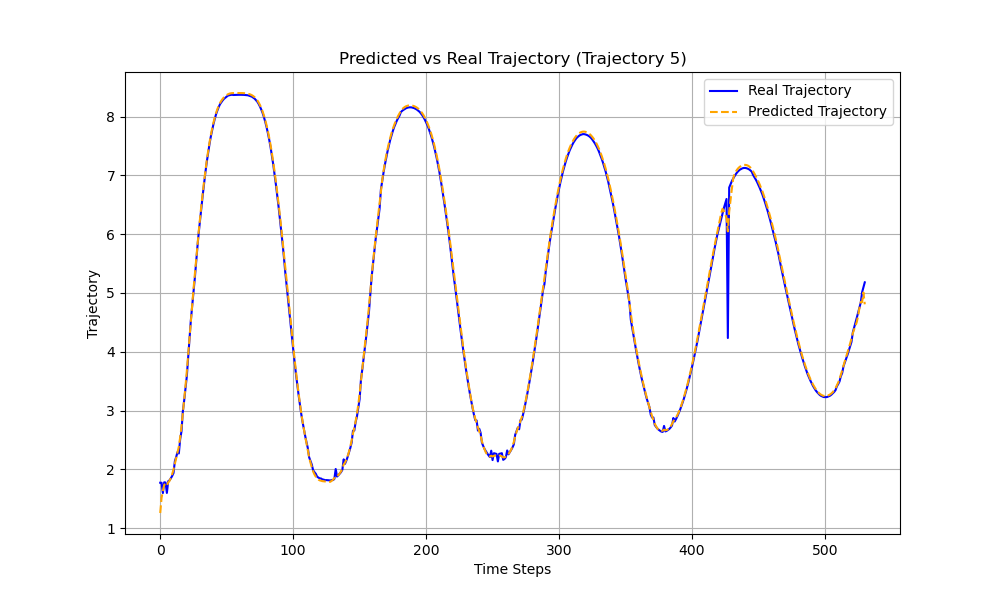 Predicted vs Real Trajectory (Trajectory 5)
Real Trajectory
Predicted Trajectory
8
7
6
5
4
3
2
1
Trajectory
0 100 200 300 400 500
Time Steps